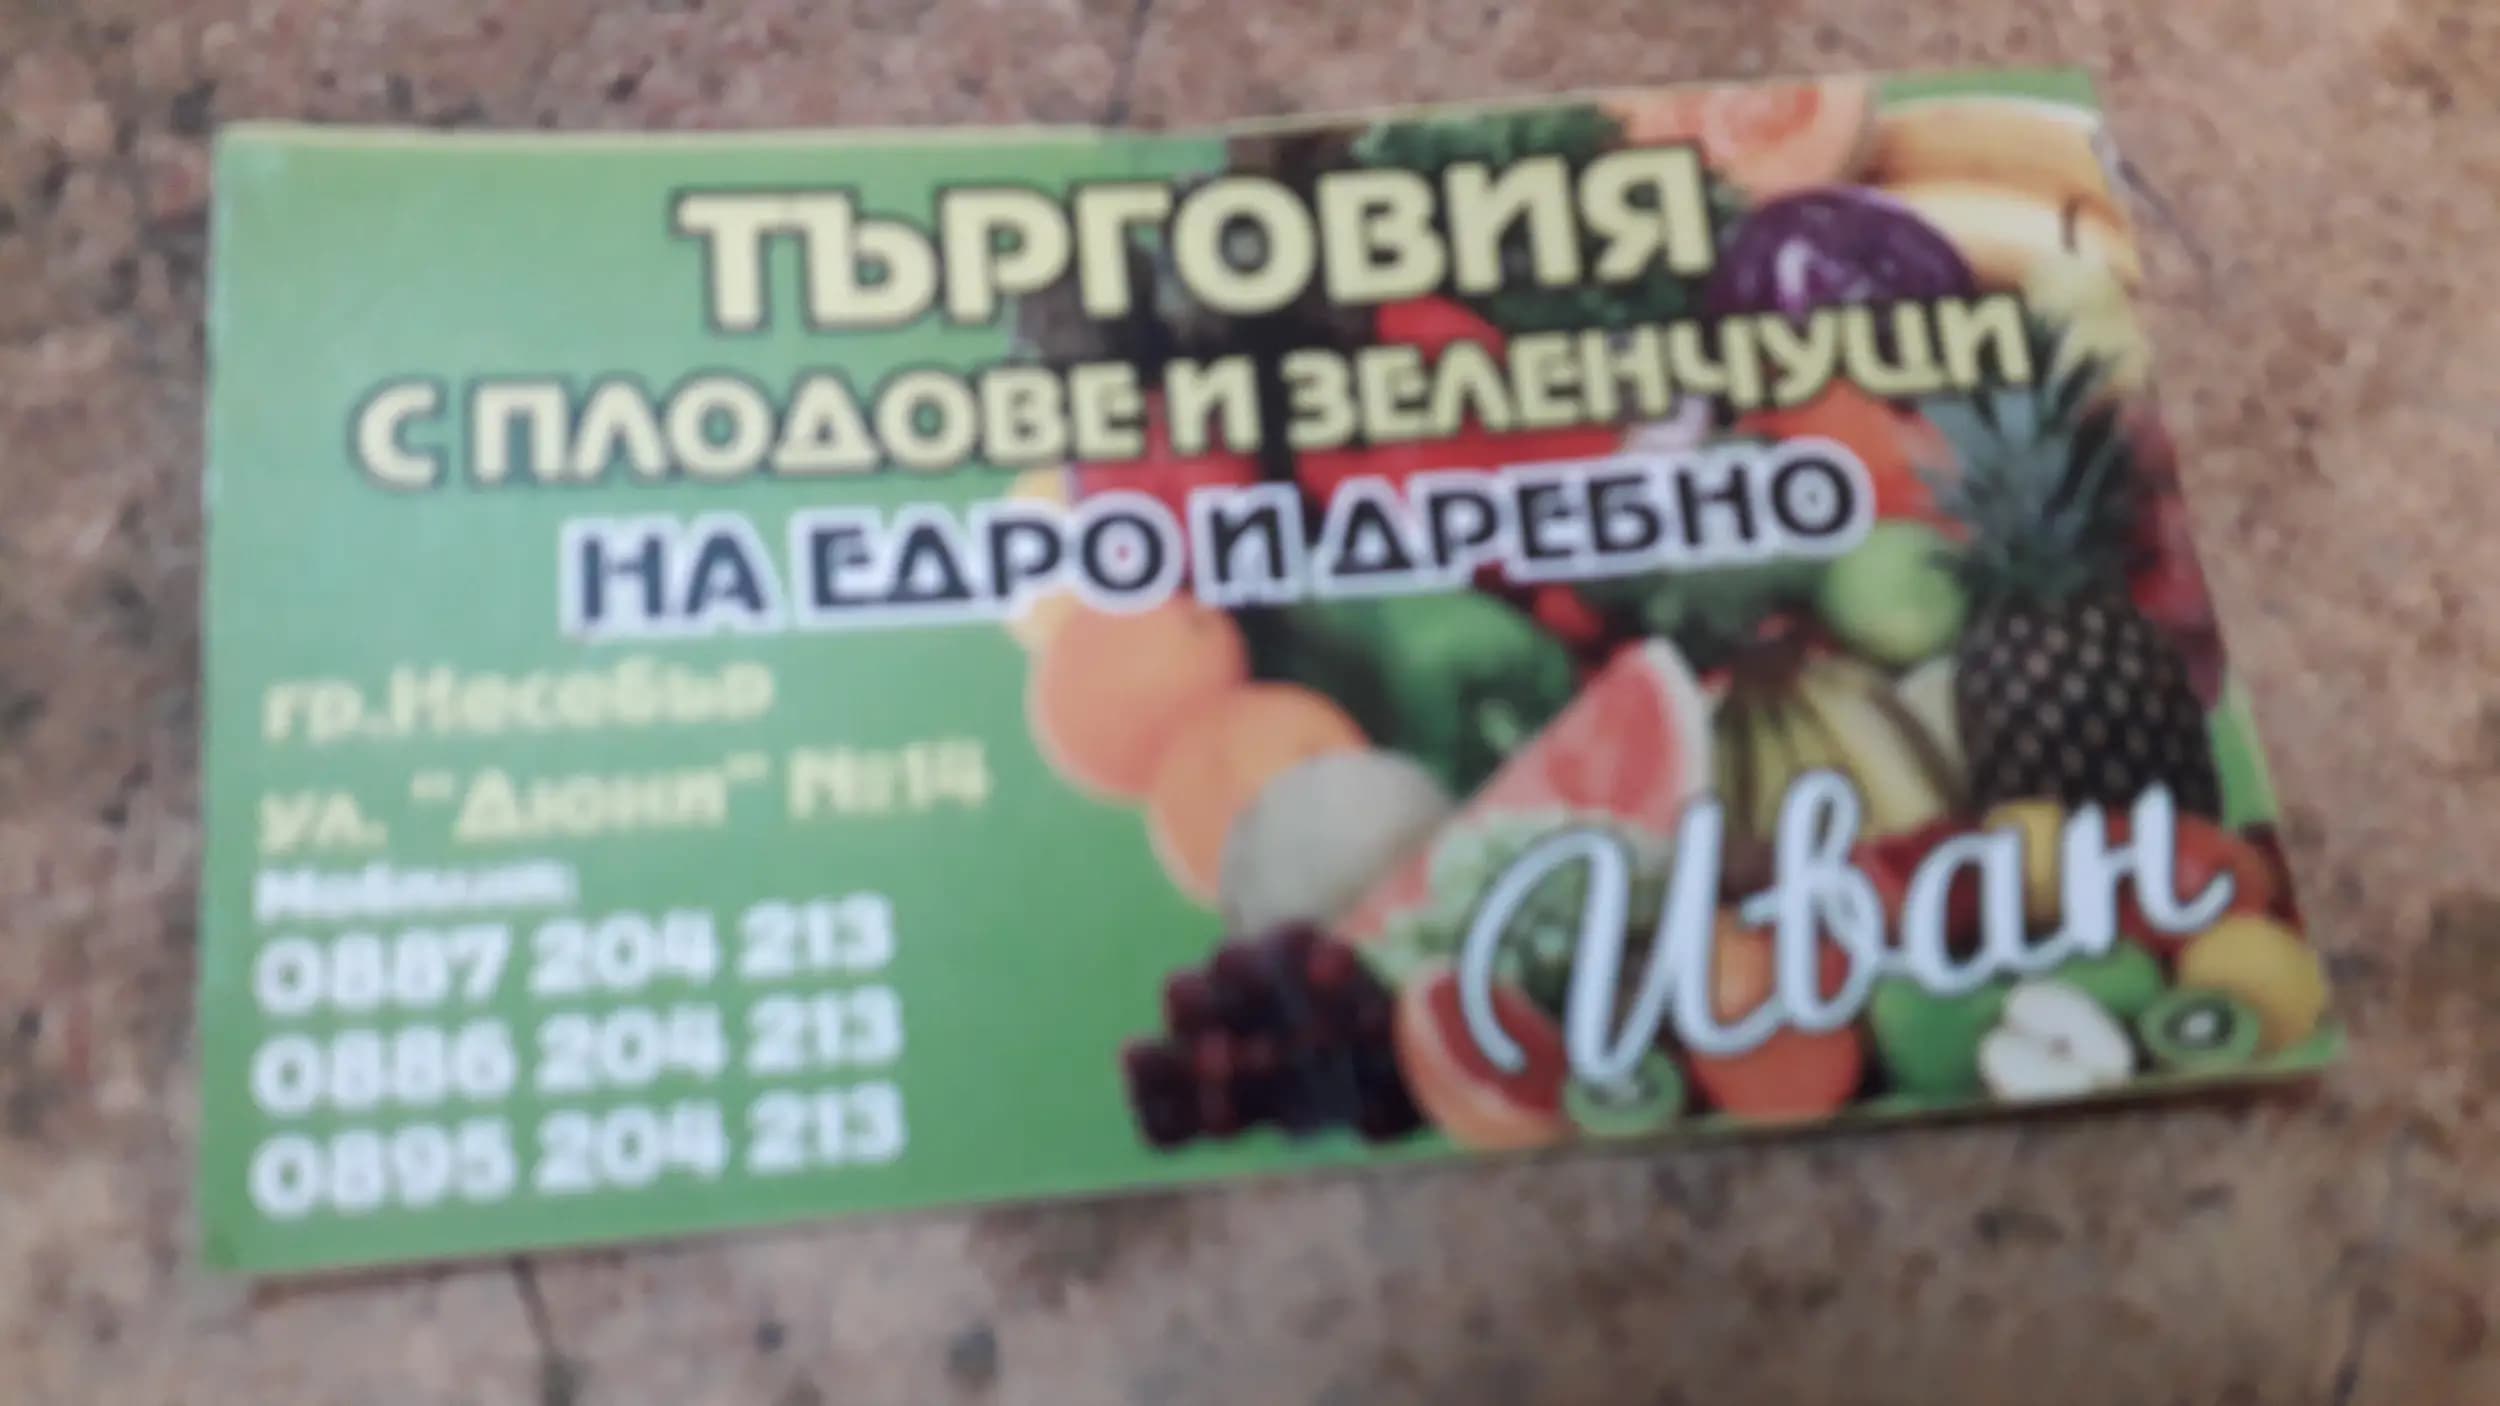 ТЪРГОВИЯ
С ПЛОДОВЕ И ЗЕЛЕНЧУЦИ
НА ЕДРО И ДРЕБНО
гр.Несебър
ул. "Дюни" №14
Мобилит:
0887 204 213
0886 204 213
0895 204 213
Иван